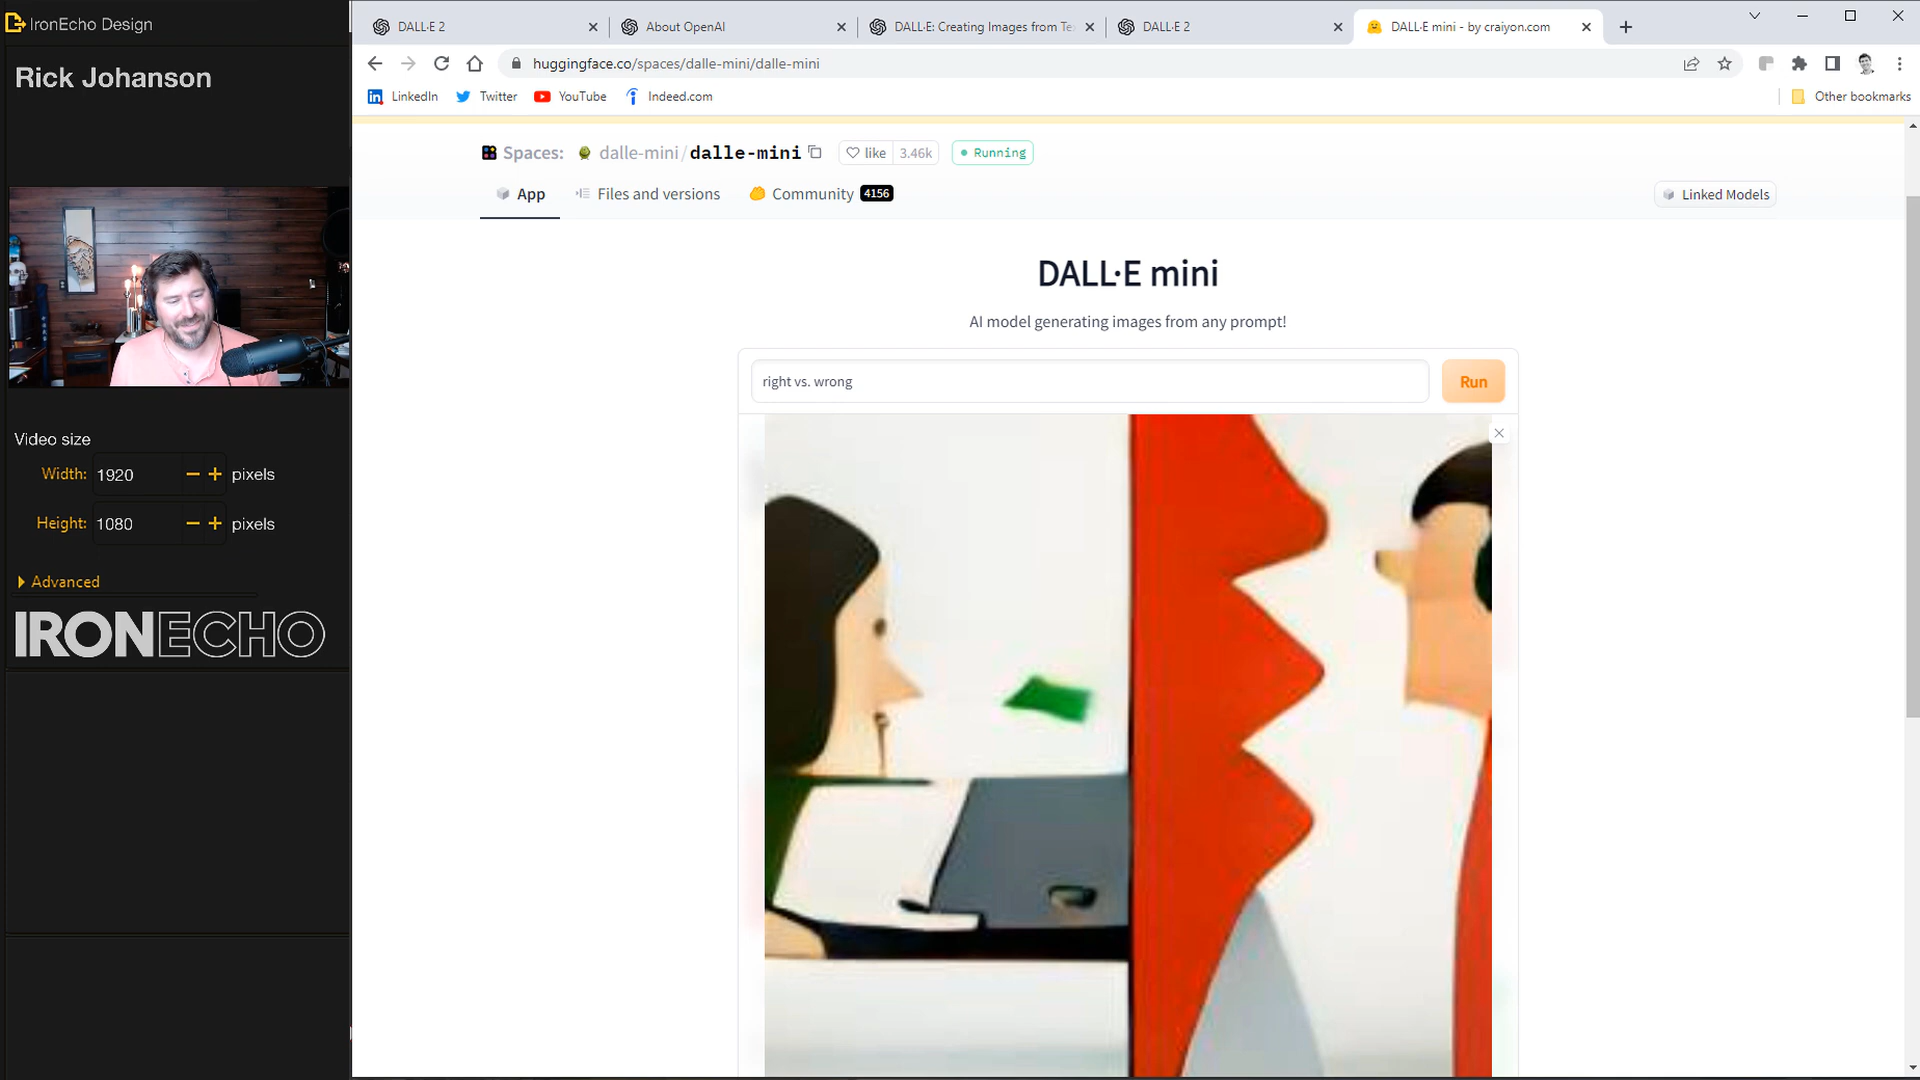 IronEcho Design
Rick Johanson
Video size
Width: 1920 pixels
Height: 1080 pixels
Advanced
IRONECHO
DALL·E 2
About OpenAI
DALL·E: Creating Images from Te
DALL·E 2
DALL·E mini - by craiyon.com
huggingface.co/spaces/dalle-mini/dalle-mini
LinkedIn
Twitter
YouTube
Indeed.com
Other bookmarks
Spaces: dalle-mini/dalle-mini like 3.46k Running
App
Files and versions
Community 4156
Linked Models
DALL·E mini
AI model generating images from any prompt!
right vs. wrong
Run